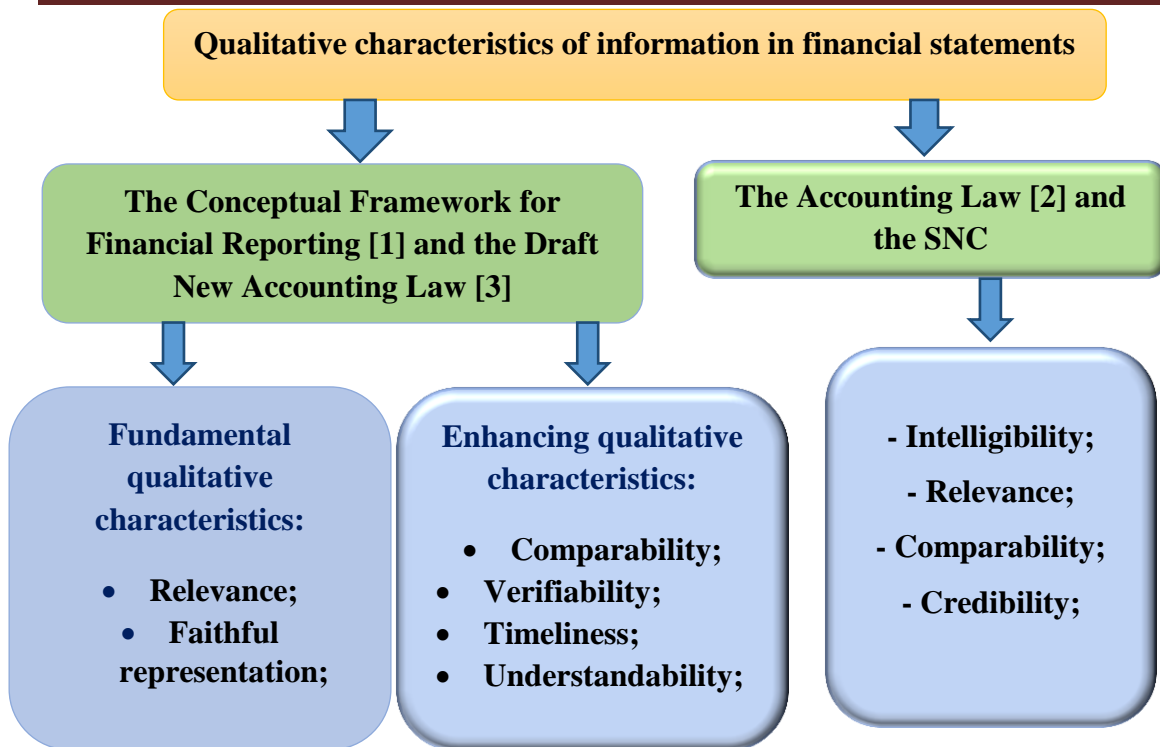 Qualitative characteristics of information in financial statements
The Conceptual Framework for
Financial Reporting [1] and the Draft
New Accounting Law [3]
The Accounting Law [2] and
the SNC
Fundamental
qualitative
characteristics:
• Relevance;
• Faithful
representation;
Enhancing qualitative
characteristics:
• Comparability;
• Verifiability;
• Timeliness;
• Understandability;
- Intelligibility;
- Relevance;
- Comparability;
- Credibility;